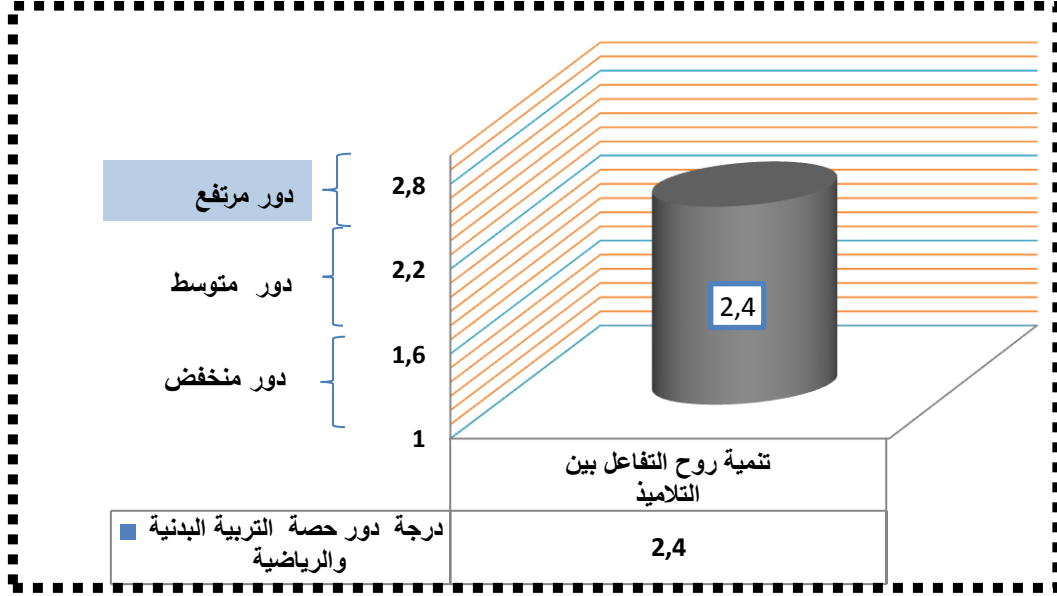 2,8
دور مرتفع
2,2
دور متوسط
1,6
دور منخفض
1
2,4
تنمية روح التفاعل بين
التلاميذ
درجة دور حصة التربية البدنية
والرياضية
2,4